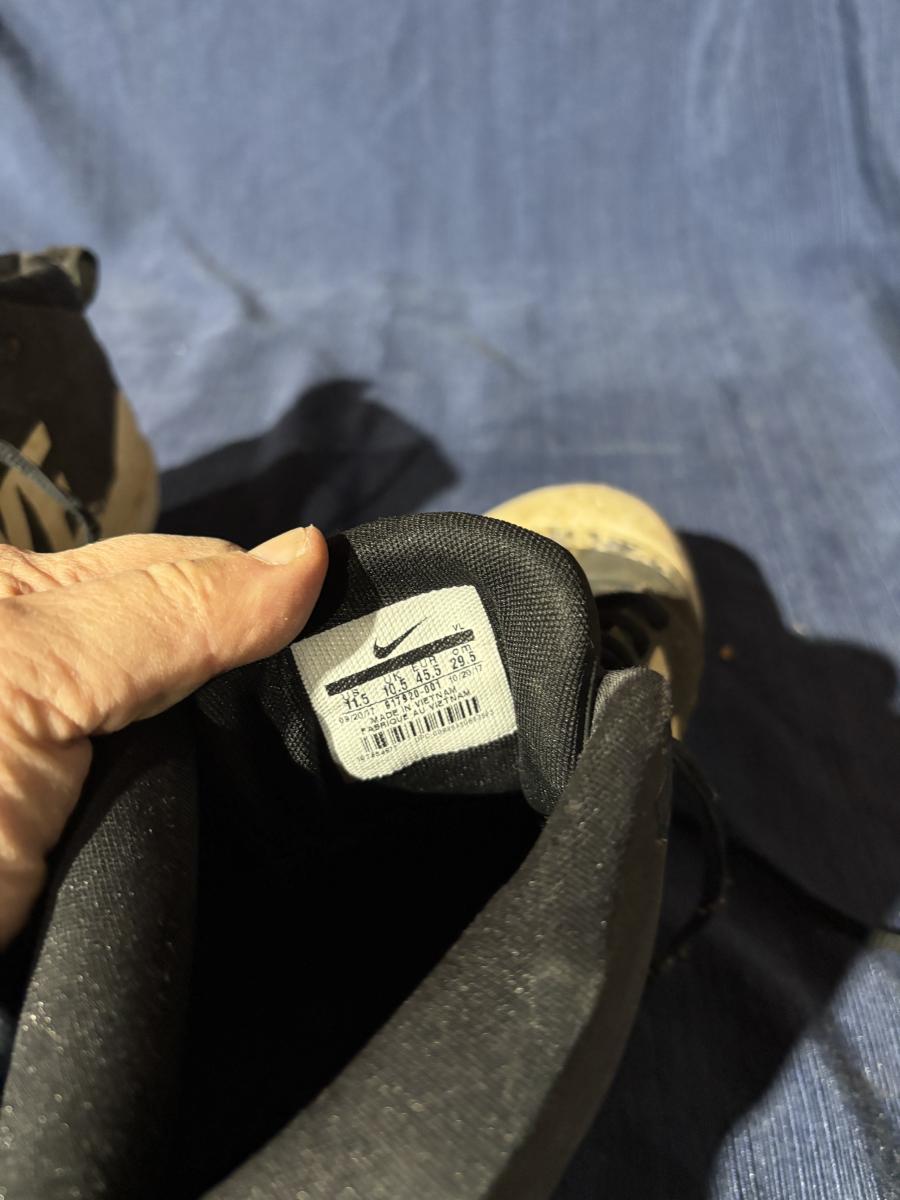 VL
US UK EUR cm
11.5 10.5 45.5 29.5
09/20/17 917920-001 10/20/17
MADE IN VIETNAM
FABRIQUE AU VIETNAM